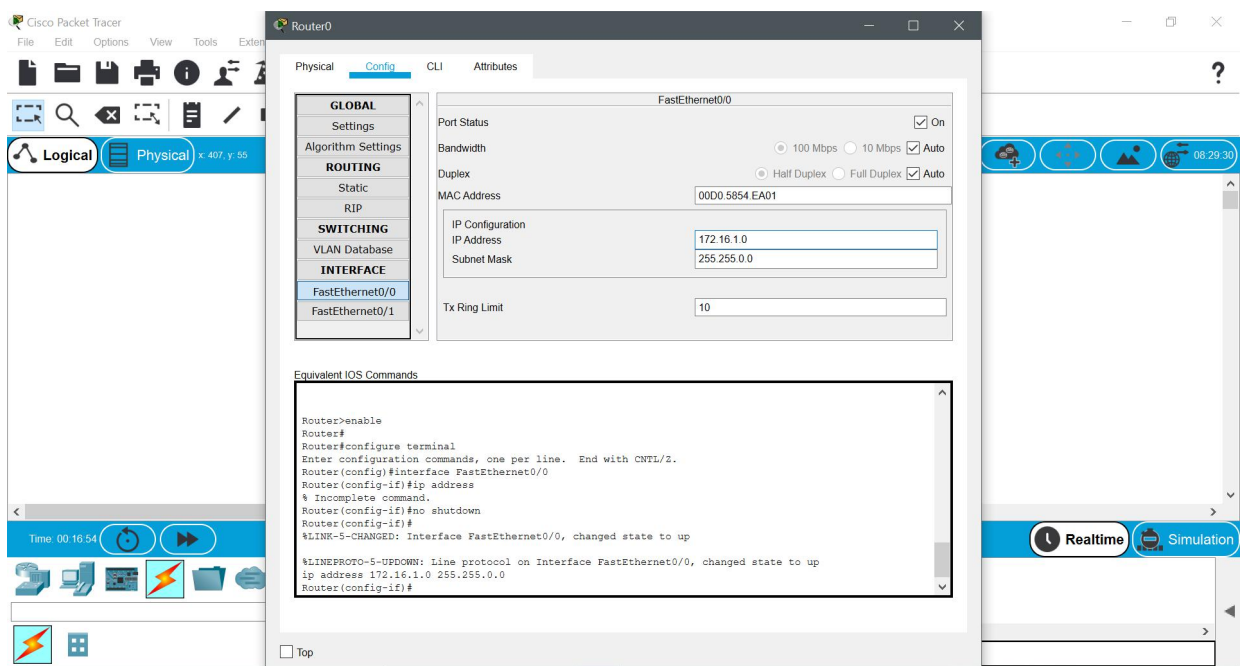 Cisco Packet Tracer
File Edit Options View Tools Exten
Logical
Physical
x: 407, y: 55
08:29:30
Router0
Physical Config CLI Attributes
GLOBAL
Settings
Algorithm Settings
ROUTING
Static
RIP
SWITCHING
VLAN Database
INTERFACE
FastEthernet0/0
FastEthernet0/1
FastEthernet0/0
Port Status On
Bandwidth 100 Mbps 10 Mbps Auto
Duplex Half Duplex Full Duplex Auto
MAC Address 00D0.5854.EA01
IP Configuration
IP Address 172.16.1.0
Subnet Mask 255.255.0.0
Tx Ring Limit 10
Equivalent IOS Commands
Router>enable
Router#
Router#configure terminal
Enter configuration commands, one per line. End with CNTL/Z.
Router(config)#interface FastEthernet0/0
Router(config-if)#ip address
% Incomplete command.
Router(config-if)#no shutdown
Router(config-if)#
%LINK-5-CHANGED: Interface FastEthernet0/0, changed state to up
%LINEPROTO-5-UPDOWN: Line protocol on Interface FastEthernet0/0, changed state to up
ip address 172.16.1.0 255.255.0.0
Router(config-if)#
Top
Time: 00:16:54
Realtime
Simulation